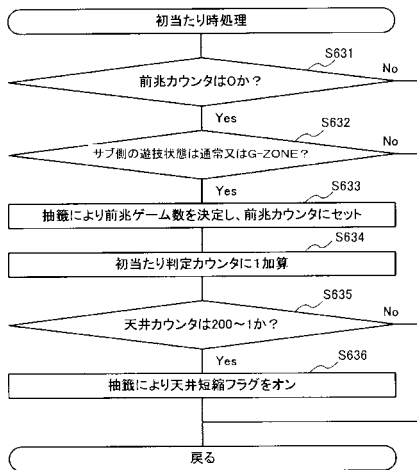 初当たり時処理
S631
前兆カウンタは0か？
No
Yes
S632
サブ側の遊技状態は通常又はG-ZONE？
No
Yes
S633
抽籤により前兆ゲーム数を決定し、前兆カウンタにセット
S634
初当たり判定カウンタに1加算
S635
天井カウンタは200～1か？
No
Yes
S636
抽籤により天井短縮フラグをオン
戻る